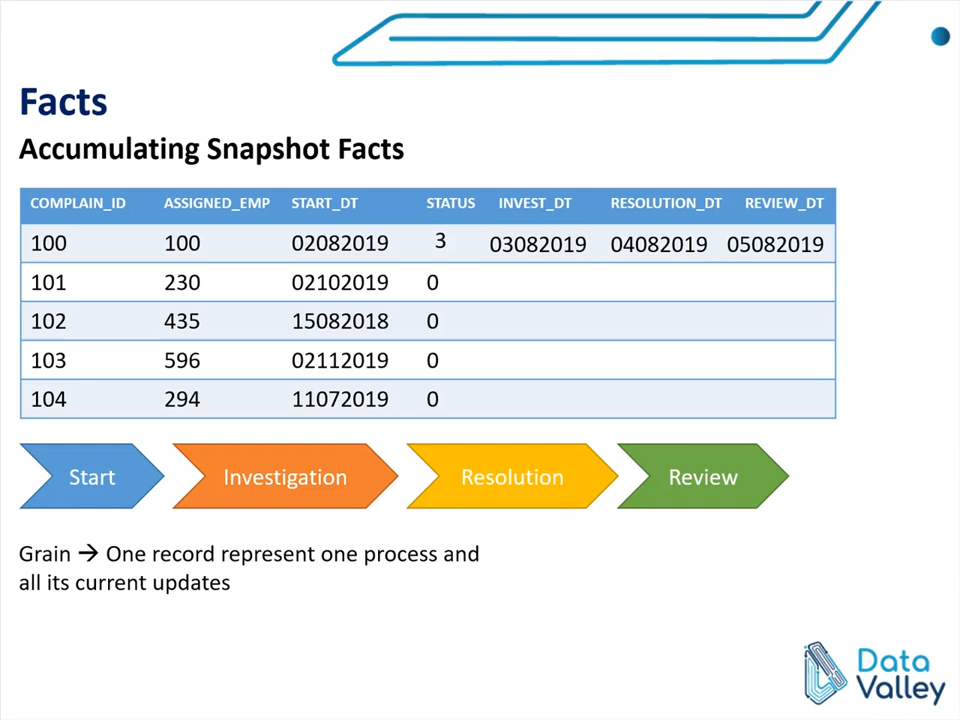 Facts
Accumulating Snapshot Facts
COMPLAIN_ID ASSIGNED_EMP START_DT STATUS INVEST_DT RESOLUTION_DT REVIEW_DT
100 100 02082019 3 03082019 04082019 05082019
101 230 02102019 0
102 435 15082018 0
103 596 02112019 0
104 294 11072019 0
Start Investigation Resolution Review
Grain → One record represent one process and
all its current updates
Data
Valley